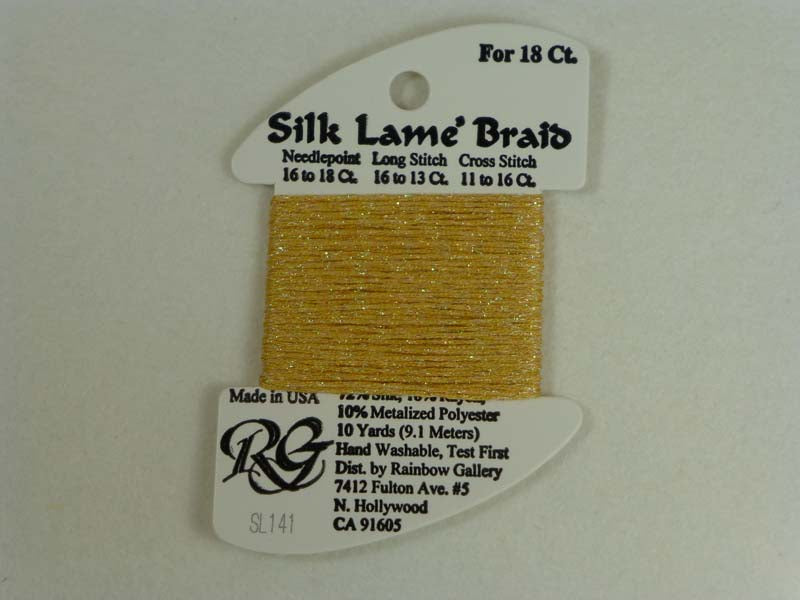 For 18 Ct.
Silk Lame' Braid
Needlepoint Long Stitch Cross Stitch
16 to 18 Ct. 16 to 13 Ct. 11 to 16 Ct.
Made in USA
RG
SL141
72% Silk,
10% Metalized Polyester
10 Yards (9.1 Meters)
Hand Washable, Test First
Dist. by Rainbow Gallery
7412 Fulton Ave. #5
N. Hollywood
CA 91605